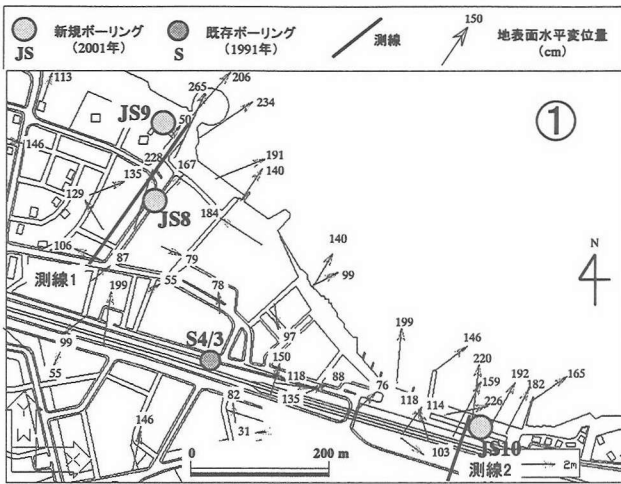 新規ボーリング
(2001年)
JS
既存ボーリング
(1991年)
S
測線
150
地表面水平変位量
(cm)
①
113
265
206
JS9
50
234
146
228
191
135
167
140
129
JS8
184
N
140
106
87
79
99
測線1
55
199
78
S4/3
97
199
146
99
150
220
55
118
88
76
192
165
159
182
135
118
114
226
82
146
31
103
JS10
0
200 m
測線2
2m